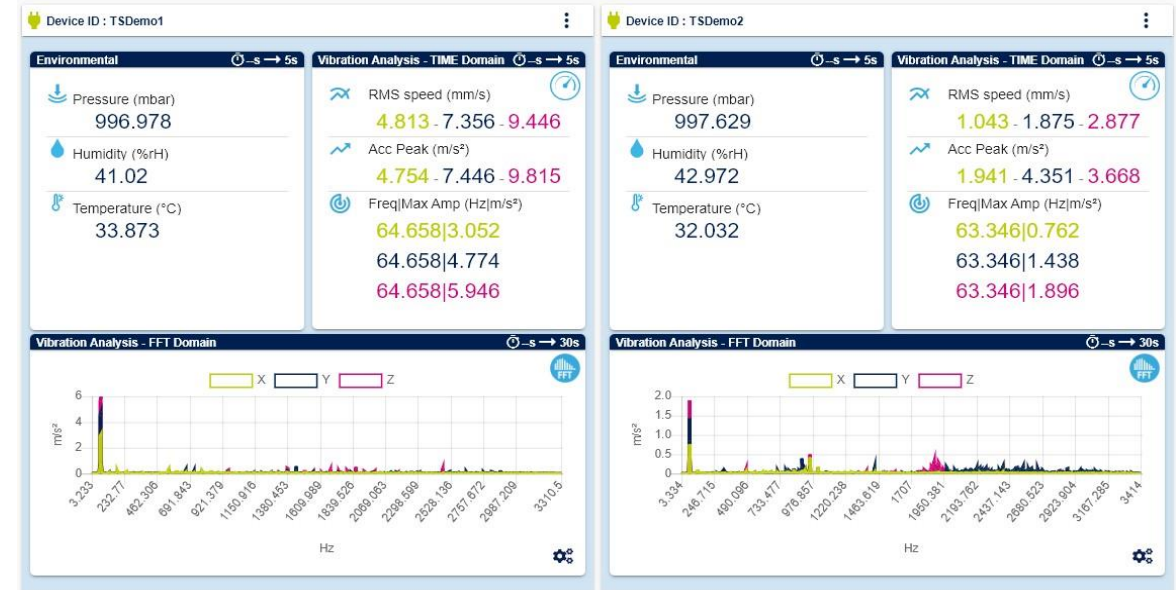 Device ID : TSDemo1
Environmental –s → 5s
Pressure (mbar)
996.978
Humidity (%rH)
41.02
Temperature (°C)
33.873
Vibration Analysis - TIME Domain –s → 5s
RMS speed (mm/s)
4.813 - 7.356 - 9.446
Acc Peak (m/s²)
4.754 - 7.446 - 9.815
Freq|Max Amp (Hz|m/s²)
64.658|3.052
64.658|4.774
64.658|5.946
Vibration Analysis - FFT Domain –s → 30s
FFT
X Y Z
6
4
2
0
m/s²
3.233 232.77 462.306 691.843 921.379 1150.916 1380.453 1609.989 1839.526 2069.063 2298.599 2528.136 2757.672 2987.209 3310.5
Hz
Device ID : TSDemo2
Environmental –s → 5s
Pressure (mbar)
997.629
Humidity (%rH)
42.972
Temperature (°C)
32.032
Vibration Analysis - TIME Domain –s → 5s
RMS speed (mm/s)
1.043 - 1.875 - 2.877
Acc Peak (m/s²)
1.941 - 4.351 - 3.668
Freq|Max Amp (Hz|m/s²)
63.346|0.762
63.346|1.438
63.346|1.896
Vibration Analysis - FFT Domain –s → 30s
FFT
X Y Z
2.0
1.5
1.0
0.5
0
m/s²
3.334 246.715 490.096 733.477 976.857 1220.238 1463.619 1707 1950.381 2193.762 2437.143 2680.523 2923.904 3167.285 3414
Hz